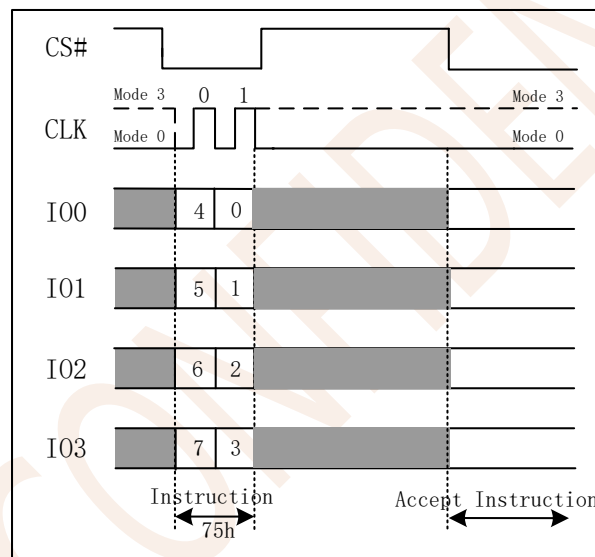 CS#
Mode 3 0 1 Mode 3
CLK
Mode 0 Mode 0
IO0 4 0
IO1 5 1
IO2 6 2
IO3 7 3
Instruction Accept Instruction
75h
CONFIDEN